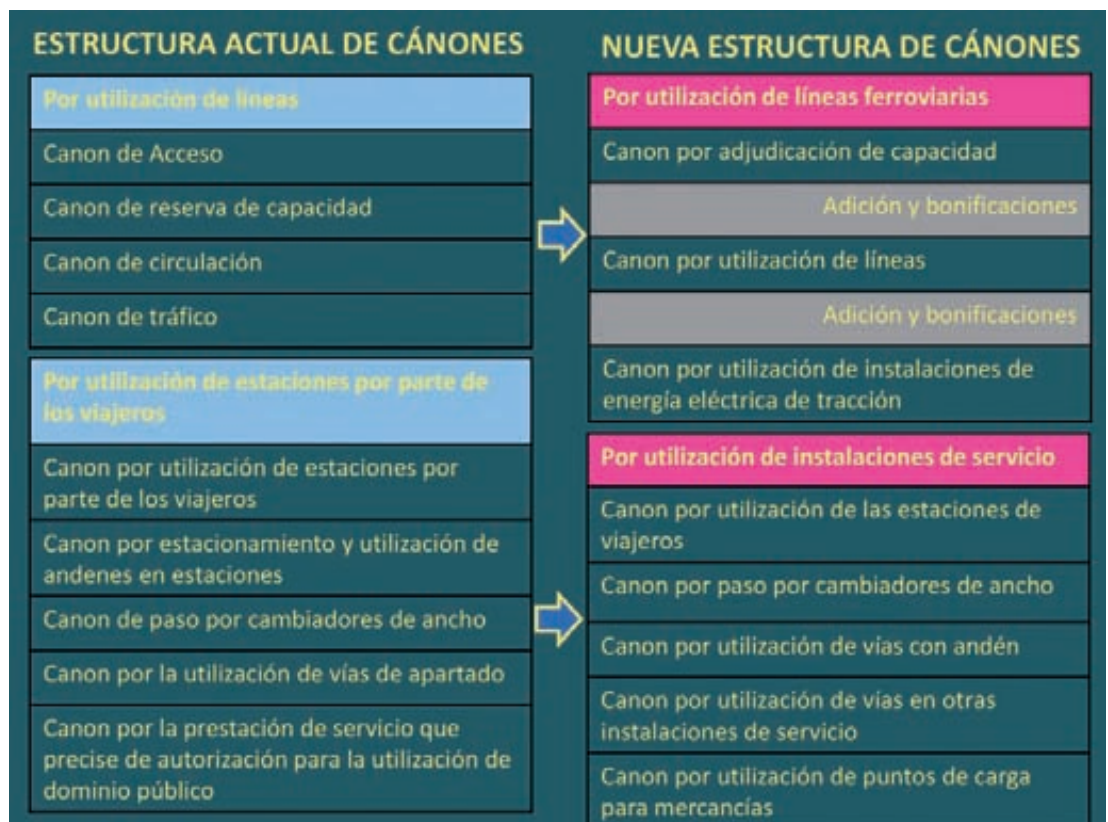 ESTRUCTURA ACTUAL DE CÁNONES
Por utilización de líneas
Canon de Acceso
Canon de reserva de capacidad
Canon de circulación
Canon de tráfico
Por utilización de estaciones por parte de
los viajeros
Canon por utilización de estaciones por
parte de los viajeros
Canon por estacionamiento y utilización de
andenes en estaciones
Canon de paso por cambiadores de ancho
Canon por la utilización de vías de apartado
Canon por la prestación de servicio que
precise de autorización para la utilización de
dominio público
NUEVA ESTRUCTURA DE CÁNONES
Por utilización de líneas ferroviarias
Canon por adjudicación de capacidad
Adición y bonificaciones
Canon por utilización de líneas
Adición y bonificaciones
Canon por utilización de instalaciones de
energía eléctrica de tracción
Por utilización de instalaciones de servicio
Canon por utilización de las estaciones de
viajeros
Canon por paso por cambiadores de ancho
Canon por utilización de vías con andén
Canon por utilización de vías en otras
instalaciones de servicio
Canon por utilización de puntos de carga
para mercancías